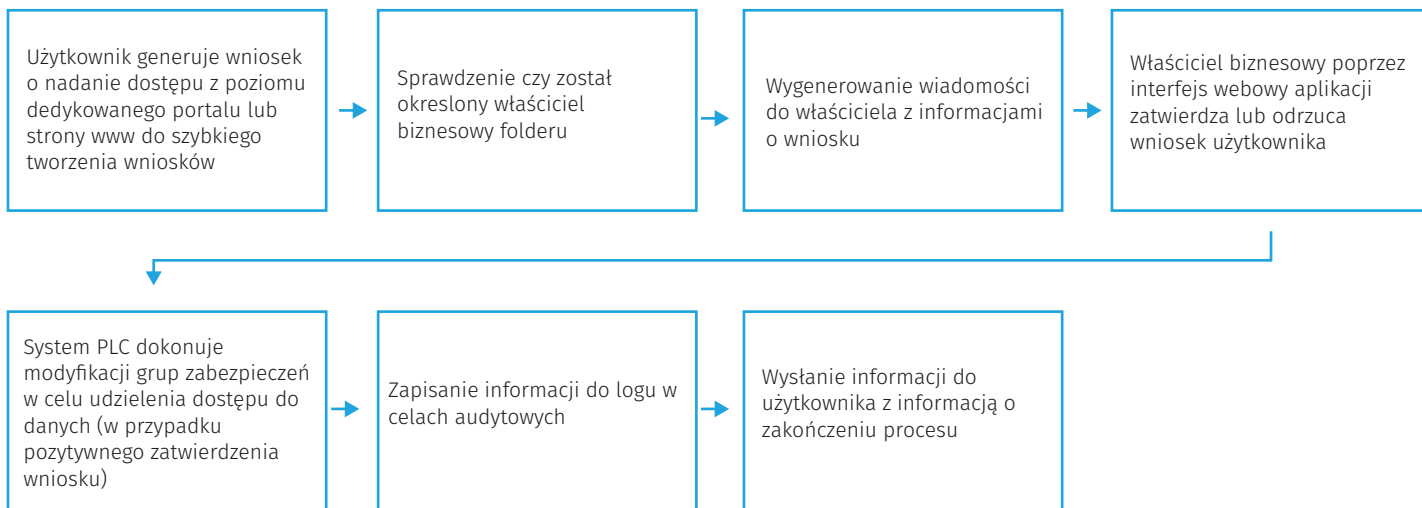 Użytkownik generuje wniosek
o nadanie dostępu z poziomu
dedykowanego portalu lub
strony www do szybkiego
tworzenia wniosków
Sprawdzenie czy został
okreslony właściciel
biznesowy folderu
Wygenerowanie wiadomości
do właściciela z informacjami
o wniosku
Właściciel biznesowy poprzez
interfejs webowy aplikacji
zatwierdza lub odrzuca
wniosek użytkownika
System PLC dokonuje
modyfikacji grup zabezpieczeń
w celu udzielenia dostępu do
danych (w przypadku
pozytywnego zatwierdzenia
wniosku)
Zapisanie informacji do logu w
celach audytowych
Wysłanie informacji do
użytkownika z informacją o
zakończeniu procesu